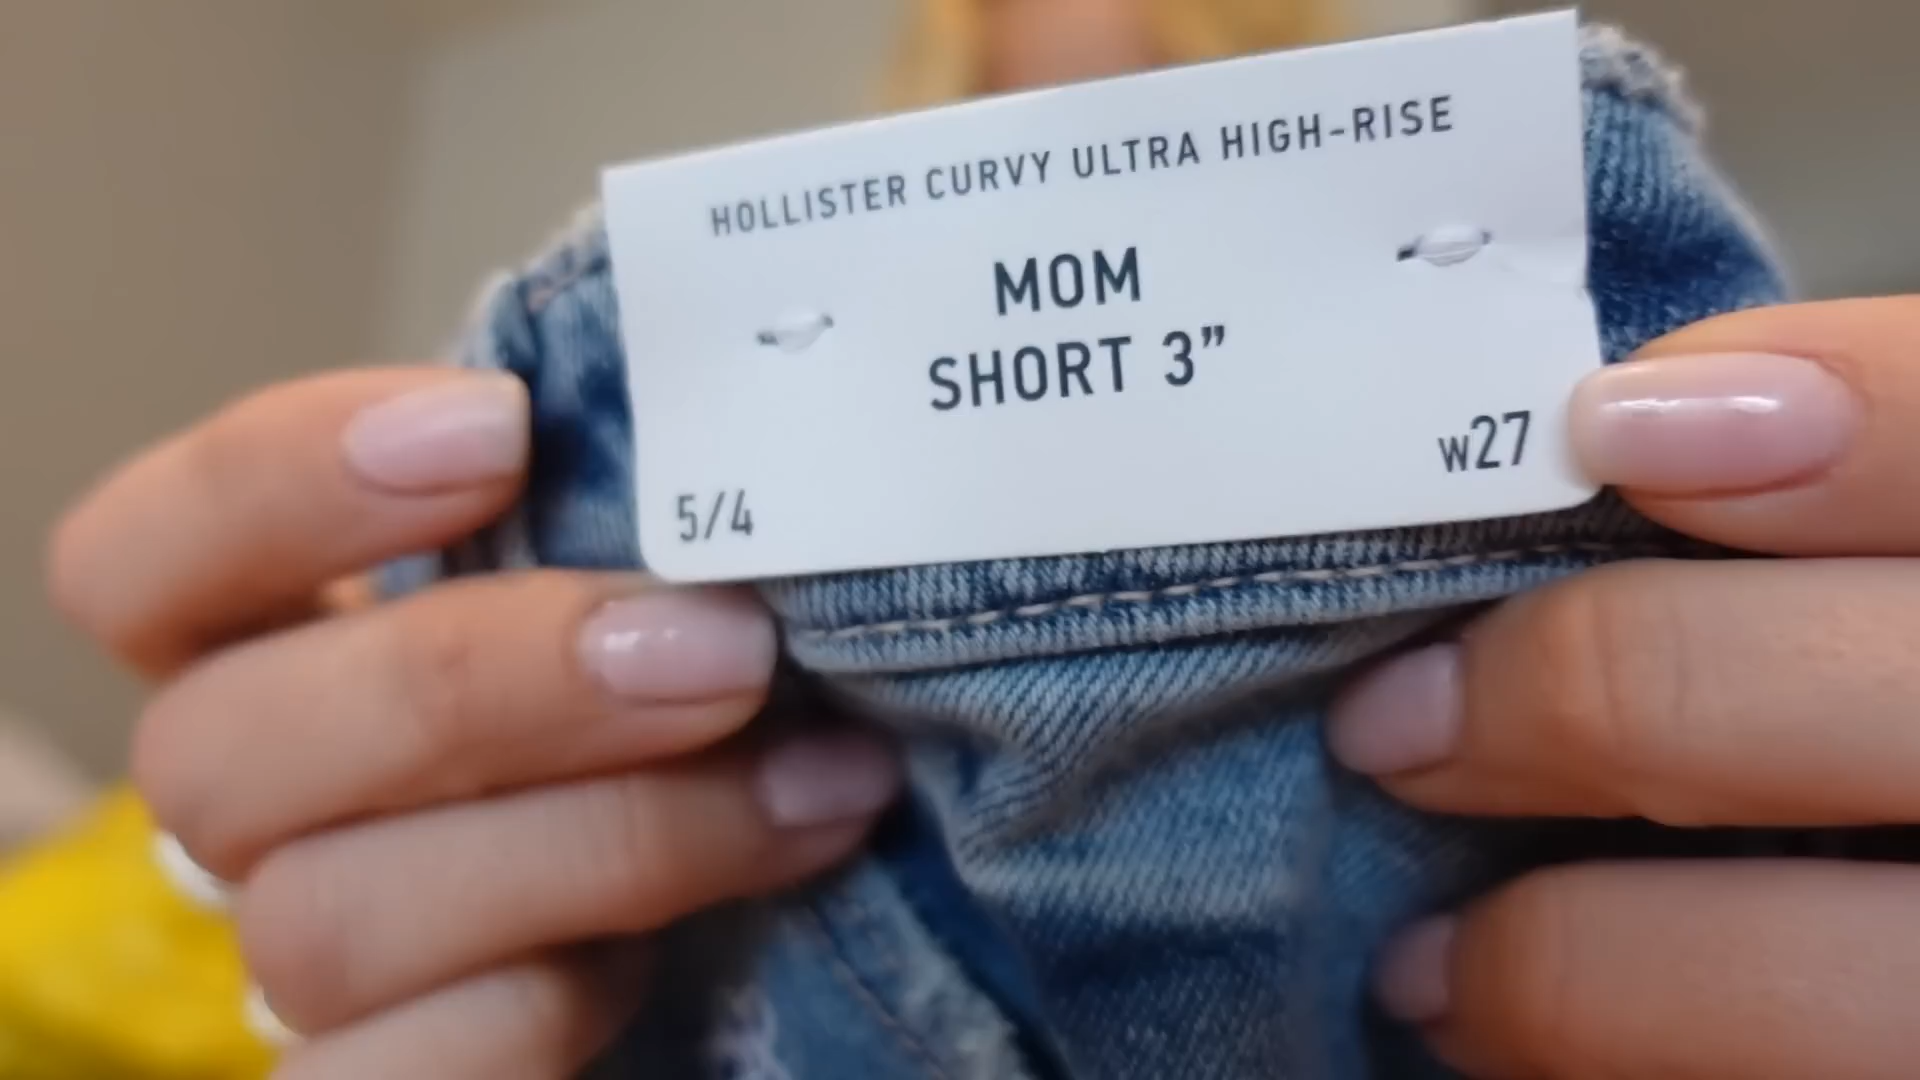 HOLLISTER CURVY ULTRA HIGH-RISE
MOM
SHORT 3”
5/4
W27